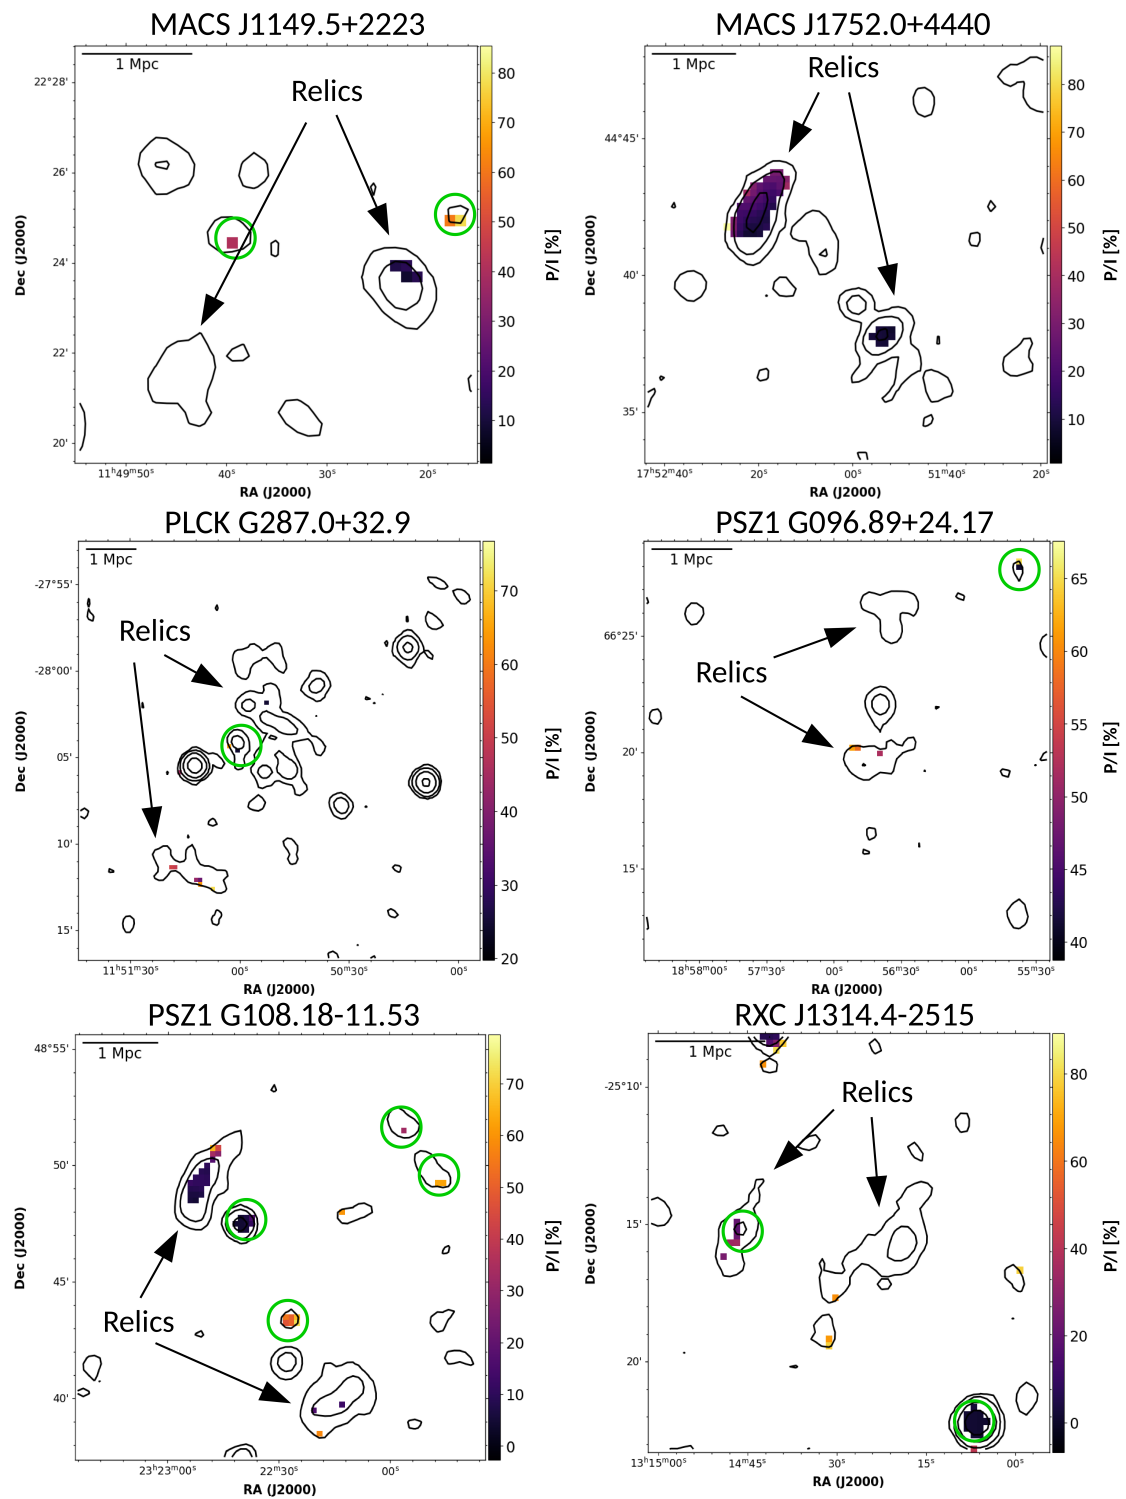 MACS J1149.5+2223
1 Mpc
Relics
22°28'
26'
24'
22'
20'
Dec (J2000)
11ʰ49ᵐ50ˢ 40ˢ 30ˢ 20ˢ
RA (J2000)
80
70
60
50
40
30
20
10
P/I [%]
MACS J1752.0+4440
1 Mpc
Relics
44°45'
40'
35'
Dec (J2000)
17ʰ52ᵐ40ˢ 20ˢ 00ˢ 51ᵐ40ˢ 20ˢ
RA (J2000)
80
70
60
50
40
30
20
10
P/I [%]
PLCK G287.0+32.9
1 Mpc
Relics
-27°55'
-28°00'
05'
10'
15'
Dec (J2000)
11ʰ51ᵐ30ˢ 00ˢ 50ᵐ30ˢ 00ˢ
RA (J2000)
70
60
50
40
30
20
P/I [%]
PSZ1 G096.89+24.17
1 Mpc
Relics
66°25'
20'
15'
Dec (J2000)
18ʰ58ᵐ00ˢ 57ᵐ30ˢ 00ˢ 56ᵐ30ˢ 00ˢ 55ᵐ30ˢ
RA (J2000)
65
60
55
50
45
40
P/I [%]
PSZ1 G108.18-11.53
1 Mpc
Relics
48°55'
50'
45'
40'
Dec (J2000)
23ʰ23ᵐ00ˢ 22ᵐ30ˢ 00ˢ
RA (J2000)
70
60
50
40
30
20
10
0
P/I [%]
RXC J1314.4-2515
1 Mpc
Relics
-25°10'
15'
20'
Dec (J2000)
13ʰ15ᵐ00ˢ 14ᵐ45ˢ 30ˢ 15ˢ 00ˢ
RA (J2000)
80
60
40
20
0
P/I [%]